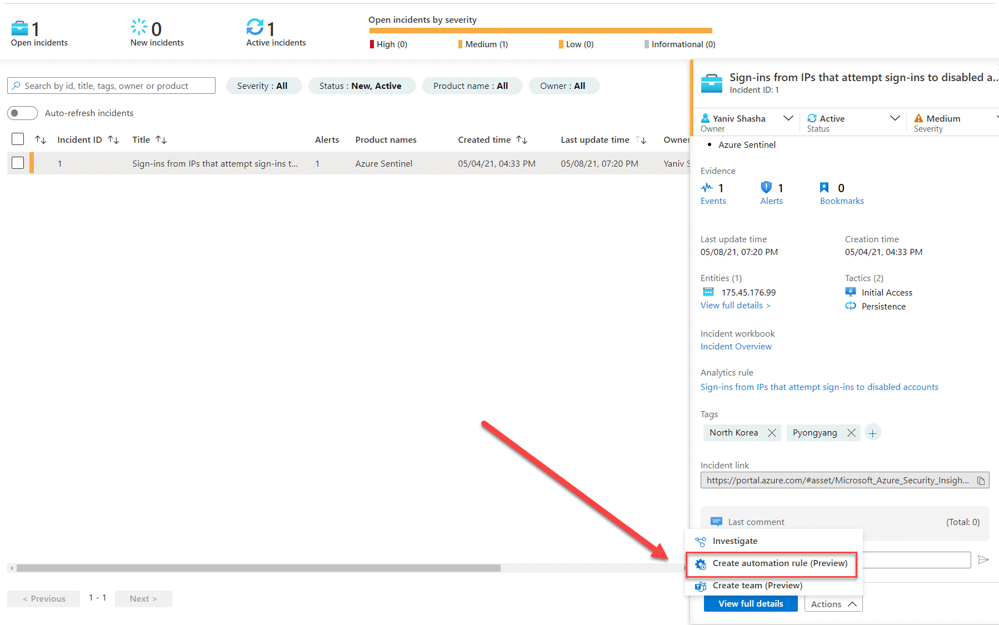 1
Open incidents
0
New incidents
1
Active incidents
Open incidents by severity
High (0)
Medium (1)
Low (0)
Informational (0)
Search by id, title, tags, owner or product
Severity : All
Status : New, Active
Product name : All
Owner : All
Auto-refresh incidents
Incident ID
Title
Alerts
Product names
Created time
Last update time
Owner
1
Sign-ins from IPs that attempt sign-ins t...
1
Azure Sentinel
05/04/21, 04:33 PM
05/08/21, 07:20 PM
Yaniv S
< Previous
1 - 1
Next >
Sign-ins from IPs that attempt sign-ins to disabled a...
Incident ID: 1
Yaniv Shasha
Owner
Active
Status
Medium
Severity
• Azure Sentinel
Evidence
1
Events
1
Alerts
0
Bookmarks
Last update time
05/08/21, 07:20 PM
Creation time
05/04/21, 04:33 PM
Entities (1)
175.45.176.99
View full details >
Tactics (2)
Initial Access
Persistence
Incident workbook
Incident Overview
Analytics rule
Sign-ins from IPs that attempt sign-ins to disabled accounts
Tags
North Korea
Pyongyang
Incident link
https://portal.azure.com/#asset/Microsoft_Azure_Security_Insigh...
Last comment
(Total: 0)
Investigate
Create automation rule (Preview)
Create team (Preview)
View full details
Actions